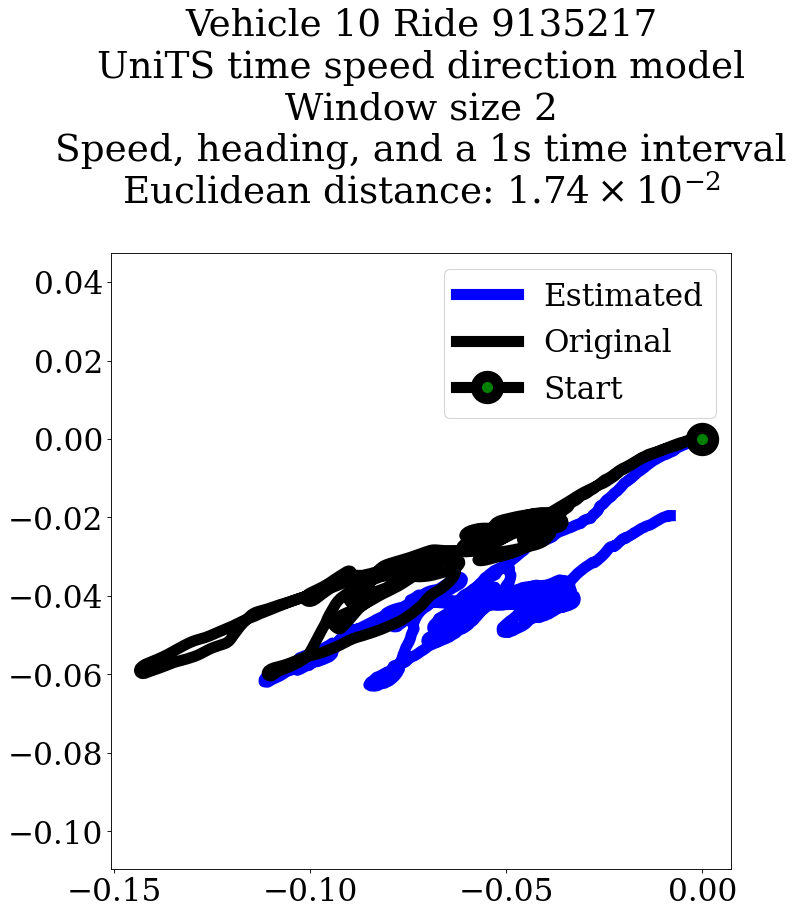 Vehicle 10 Ride 9135217
UniTS time speed direction model
Window size 2
Speed, heading, and a 1s time interval
Euclidean distance: 1.74 × 10⁻²
Estimated
Original
Start
0.04
0.02
0.00
−0.02
−0.04
−0.06
−0.08
−0.10
−0.15 −0.10 −0.05 0.00